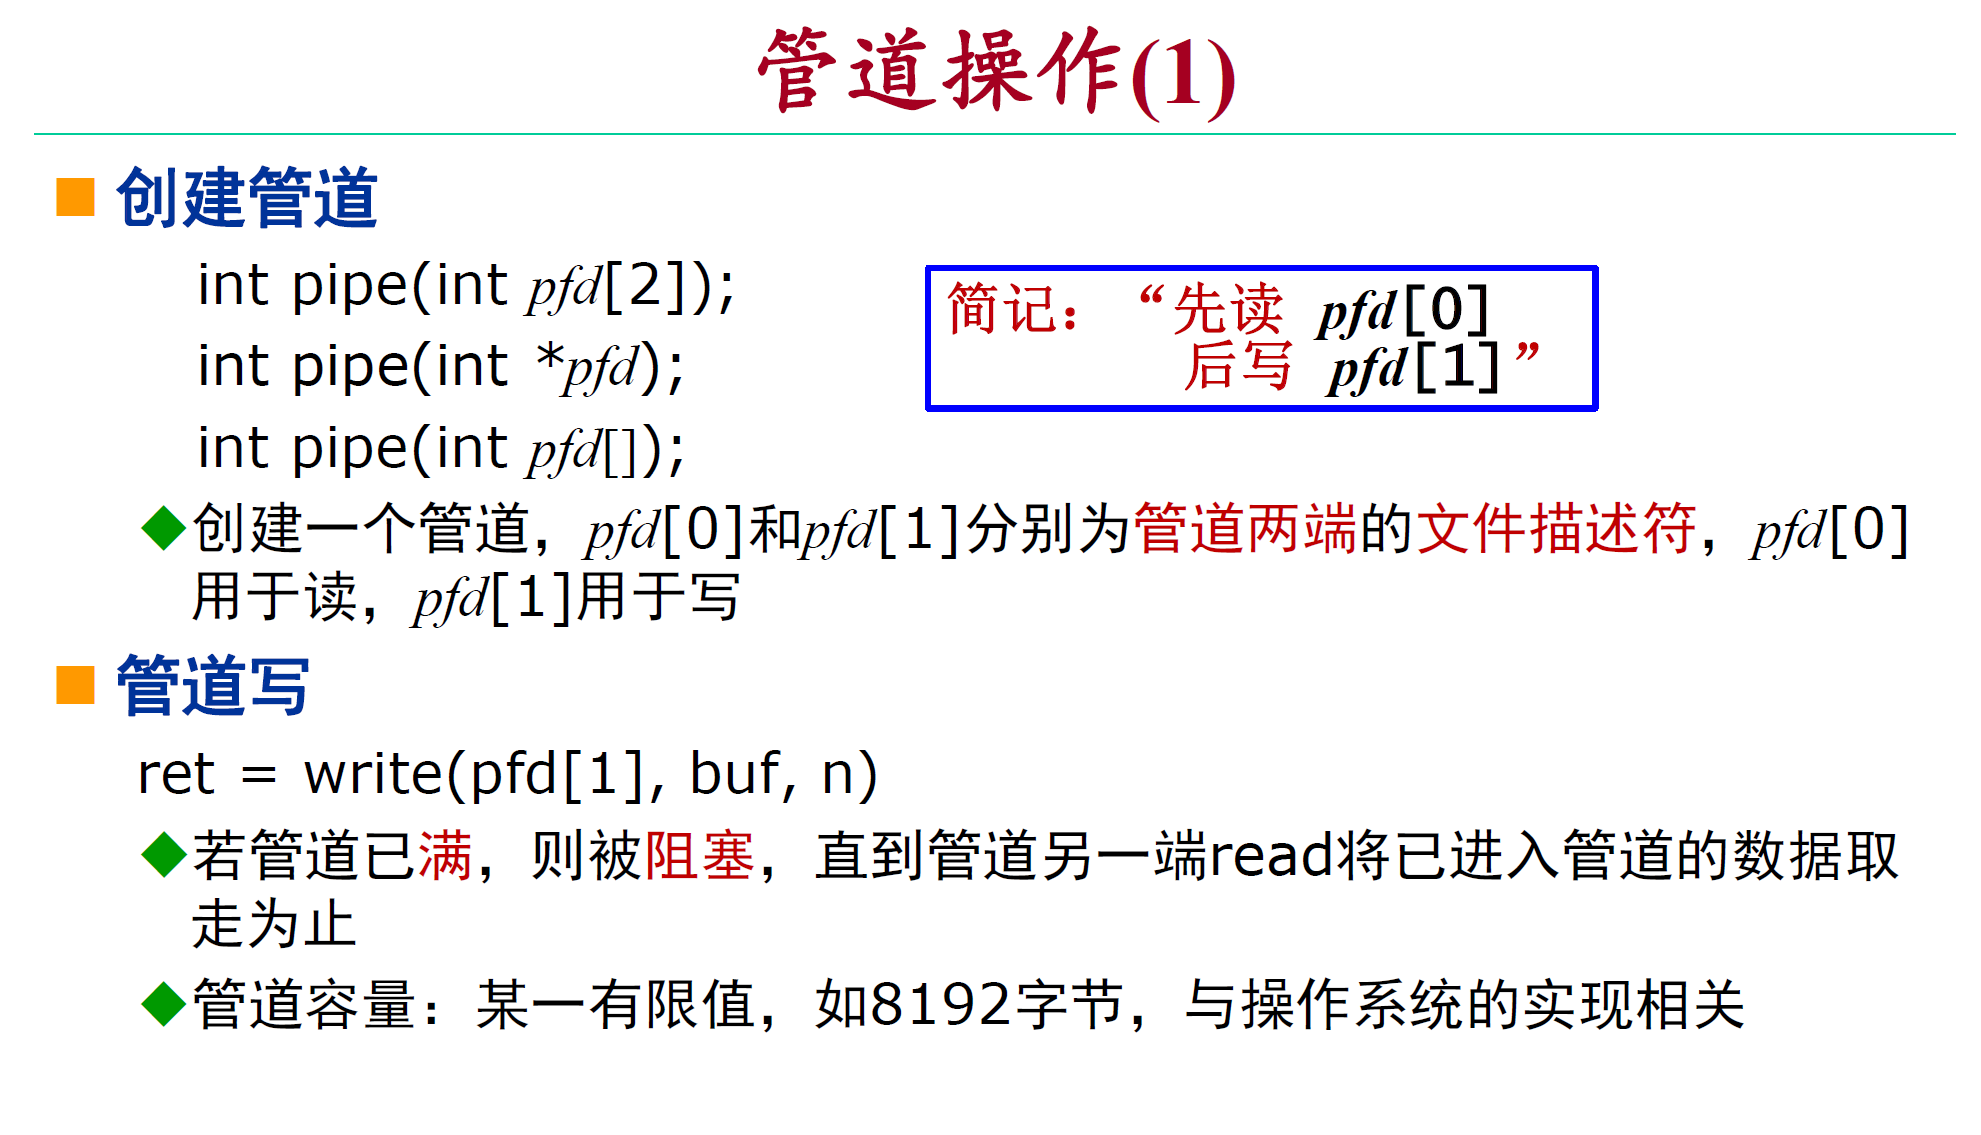 管道操作(1)
创建管道
int pipe(int pfd[2]);
int pipe(int *pfd);
int pipe(int pfd[]);
简记：“先读 pfd[0]
后写 pfd[1]”
创建一个管道，pfd[0]和pfd[1]分别为管道两端的文件描述符，pfd[0]
用于读，pfd[1]用于写
管道写
ret = write(pfd[1], buf, n)
若管道已满，则被阻塞，直到管道另一端read将已进入管道的数据取
走为止
管道容量：某一有限值，如8192字节，与操作系统的实现相关